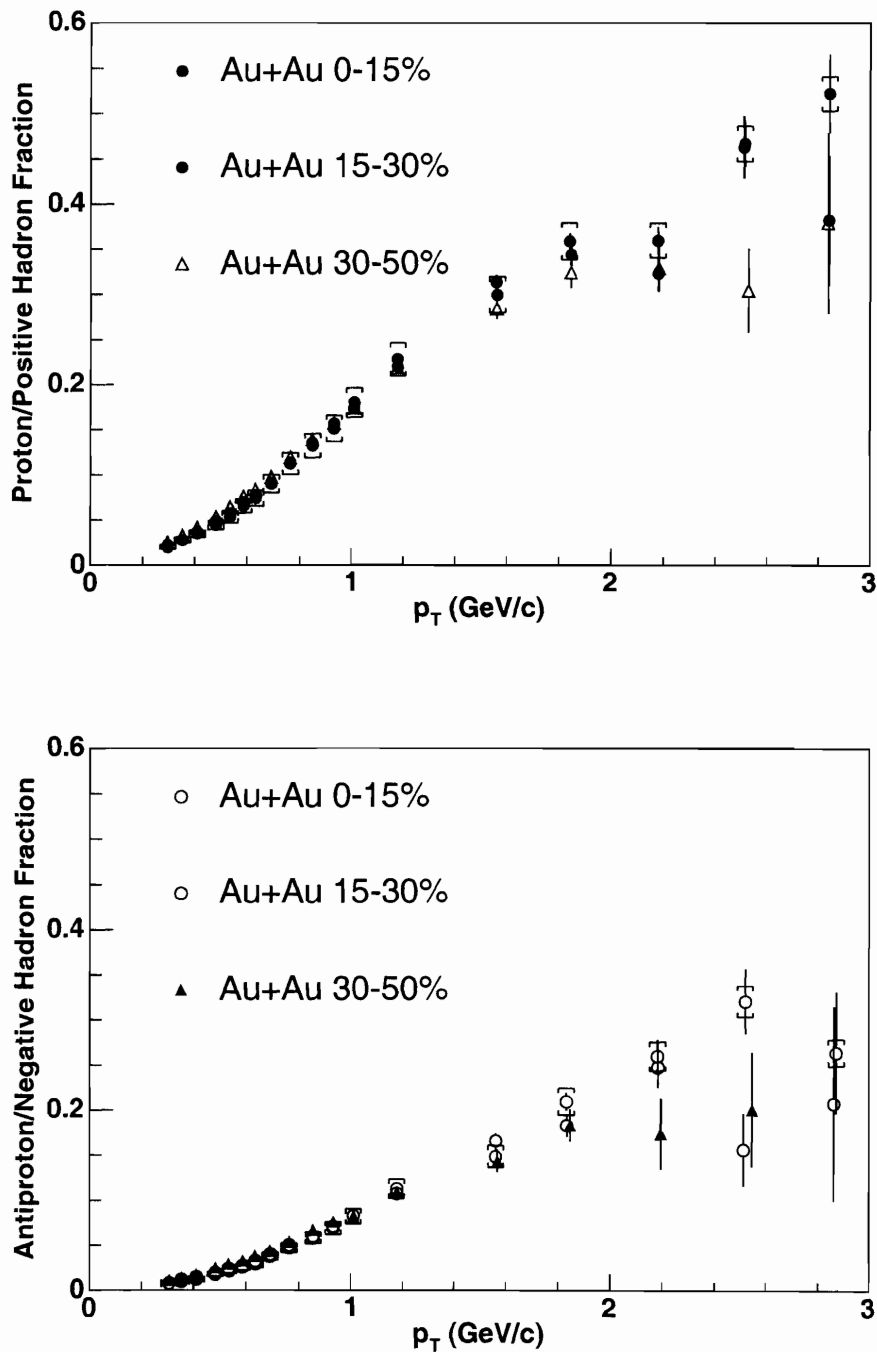 Proton/Positive Hadron Fraction
0.6
0.4
0.2
0
Au+Au 0-15%
Au+Au 15-30%
Au+Au 30-50%
0 1 2 3
p_T (GeV/c)
Antiproton/Negative Hadron Fraction
0.6
0.4
0.2
0
Au+Au 0-15%
Au+Au 15-30%
Au+Au 30-50%
0 1 2 3
p_T (GeV/c)